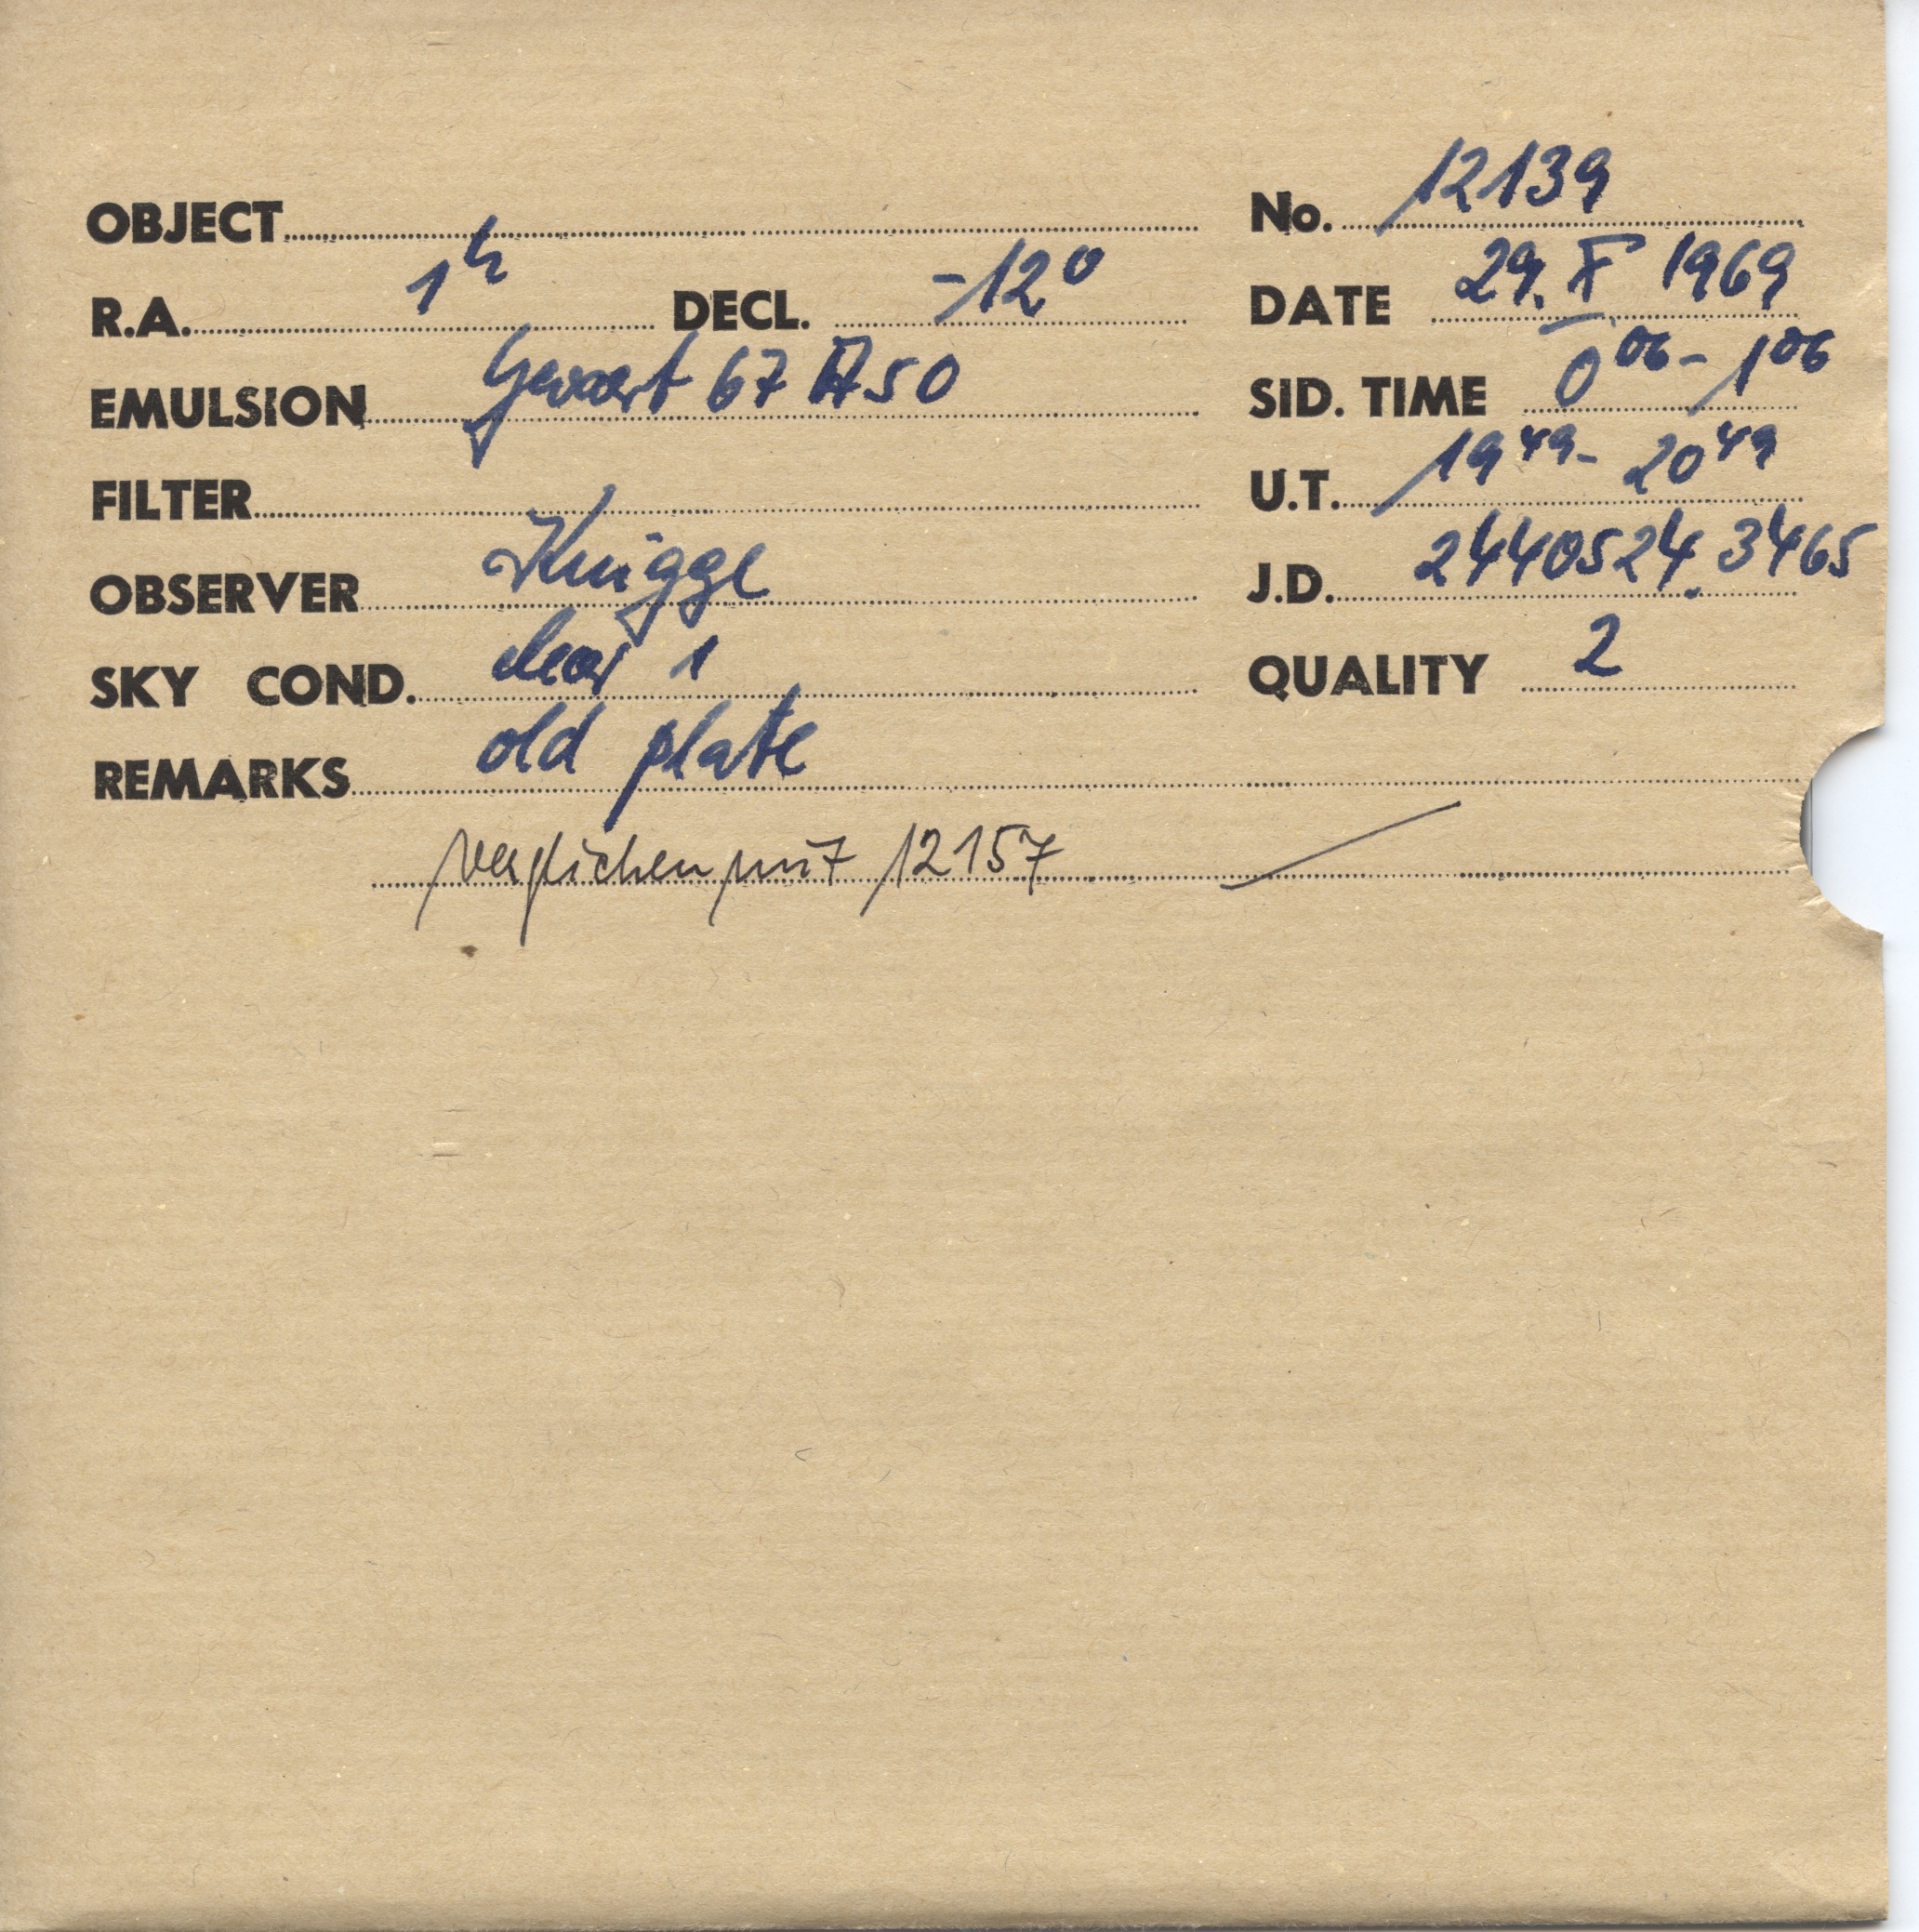 OBJECT No. 12139
R.A. 1h DECL. -12° DATE 29. X 1969
EMULSION Gevaert 67 A50 SID. TIME 0 06 - 1 06
FILTER U.T. 19 49 - 20 49
OBSERVER Knigge J.D. 2440524.3465
SKY COND. clear 1 QUALITY 2
REMARKS old plate
verglichen mit 12157